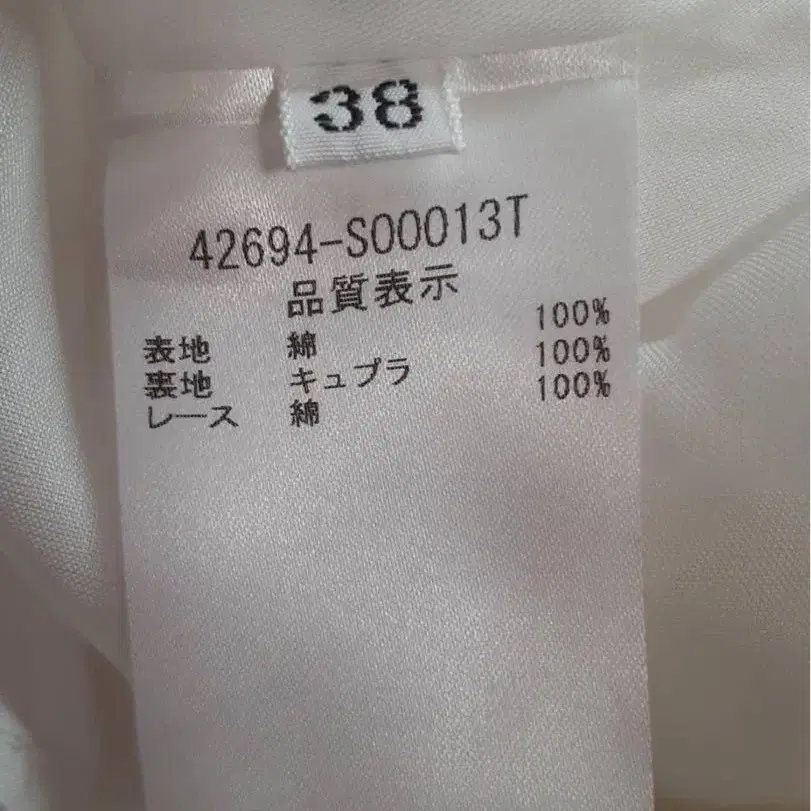 38
42694-S00013T
品質表示
表地 綿 100%
裏地 キュプラ 100%
レース 綿 100%